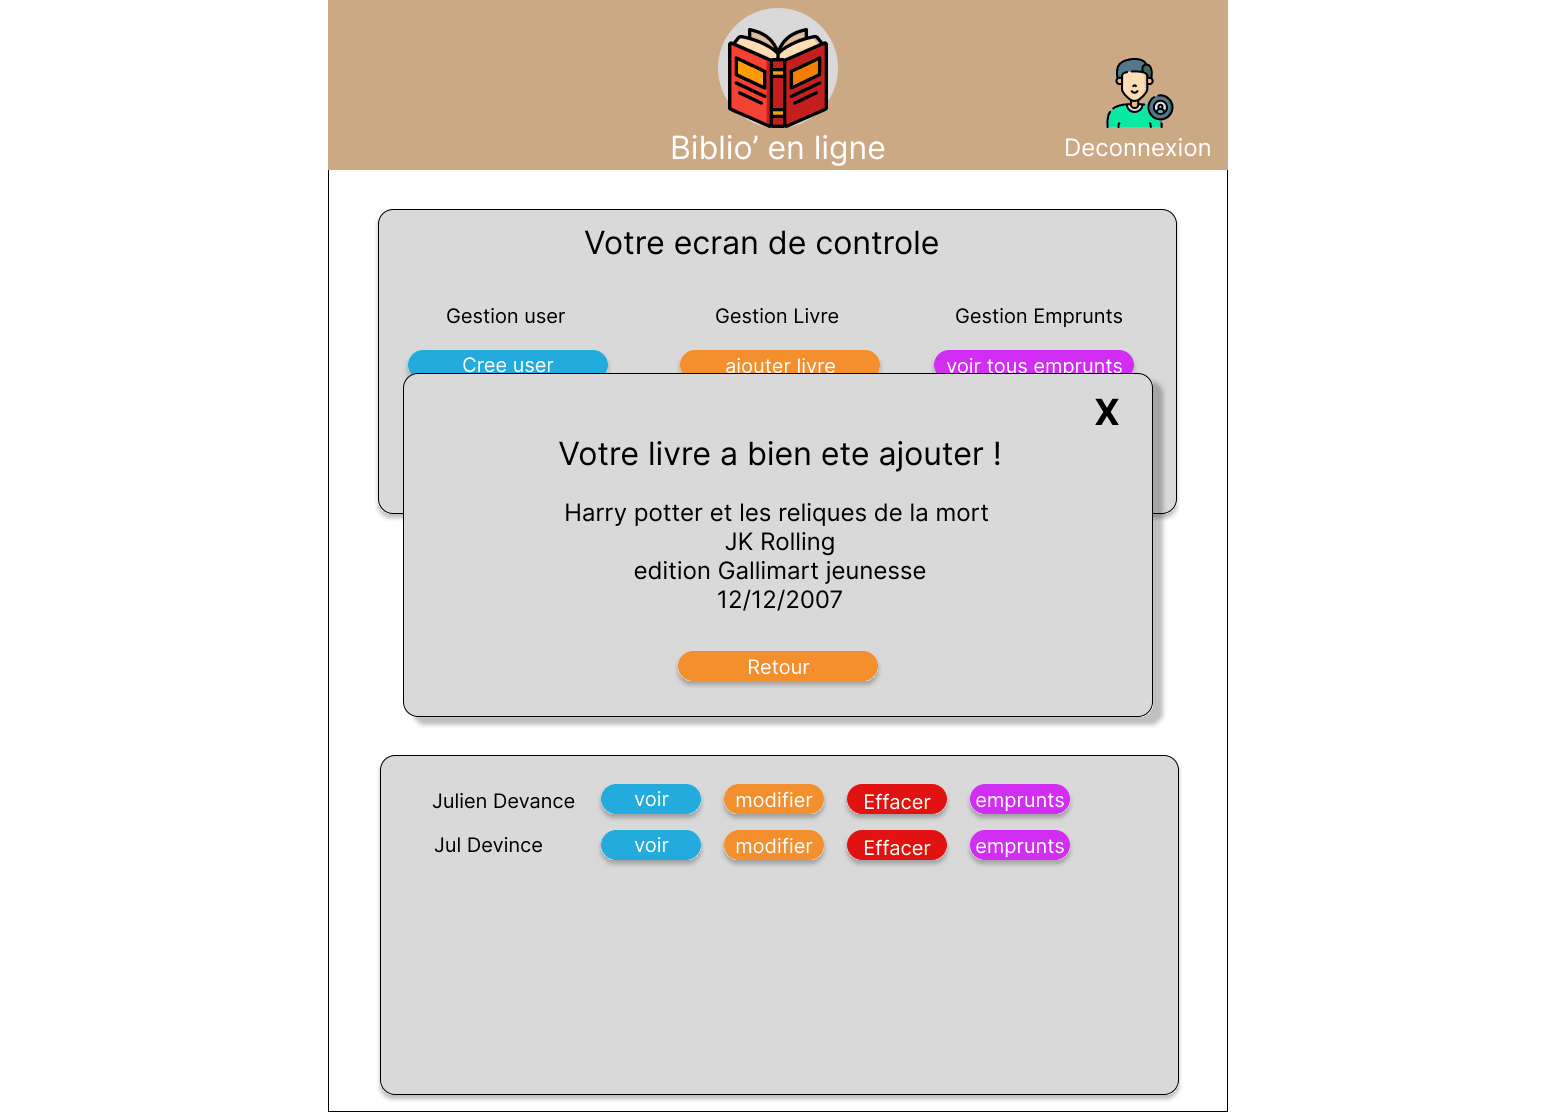 Biblio’ en ligne
Deconnexion
Votre ecran de controle
Gestion user
Gestion Livre
Gestion Emprunts
Cree user
ajouter livre
voir tous emprunts
X
Votre livre a bien ete ajouter !
Harry potter et les reliques de la mort
JK Rolling
edition Gallimart jeunesse
12/12/2007
Retour
Julien Devance voir modifier Effacer emprunts
Jul Devince voir modifier Effacer emprunts